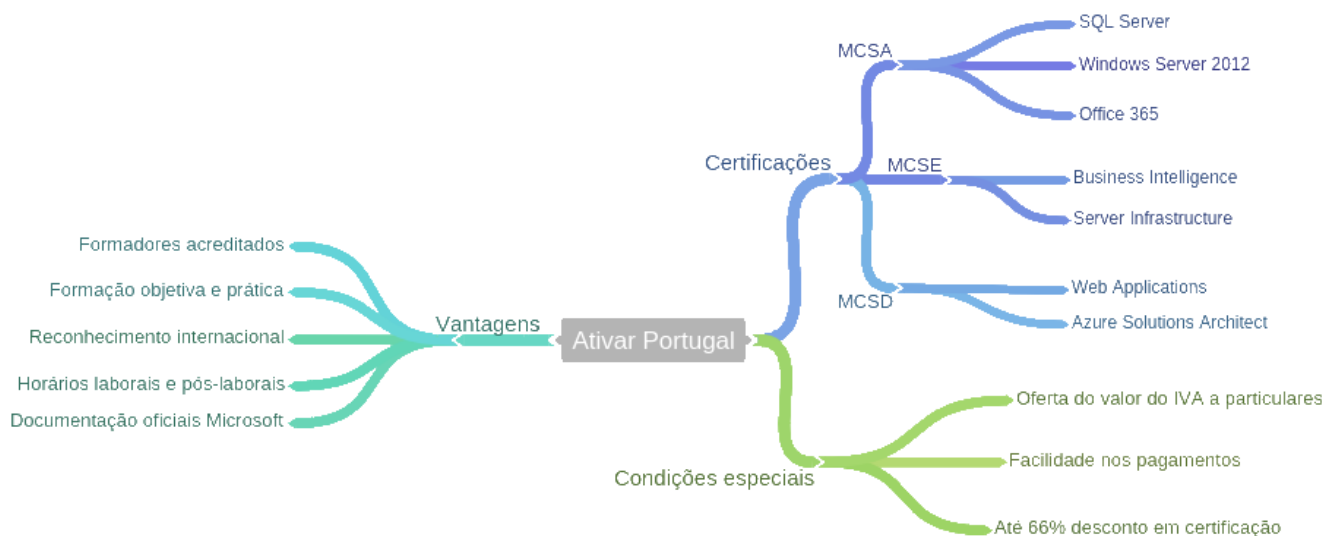 Ativar Portugal
Certificações
MCSA
SQL Server
Windows Server 2012
Office 365
MCSE
Business Intelligence
Server Infrastructure
MCSD
Web Applications
Azure Solutions Architect
Condições especiais
Oferta do valor do IVA a particulares
Facilidade nos pagamentos
Até 66% desconto em certificação
Vantagens
Formadores acreditados
Formação objetiva e prática
Reconhecimento internacional
Horários laborais e pós-laborais
Documentação oficiais Microsoft